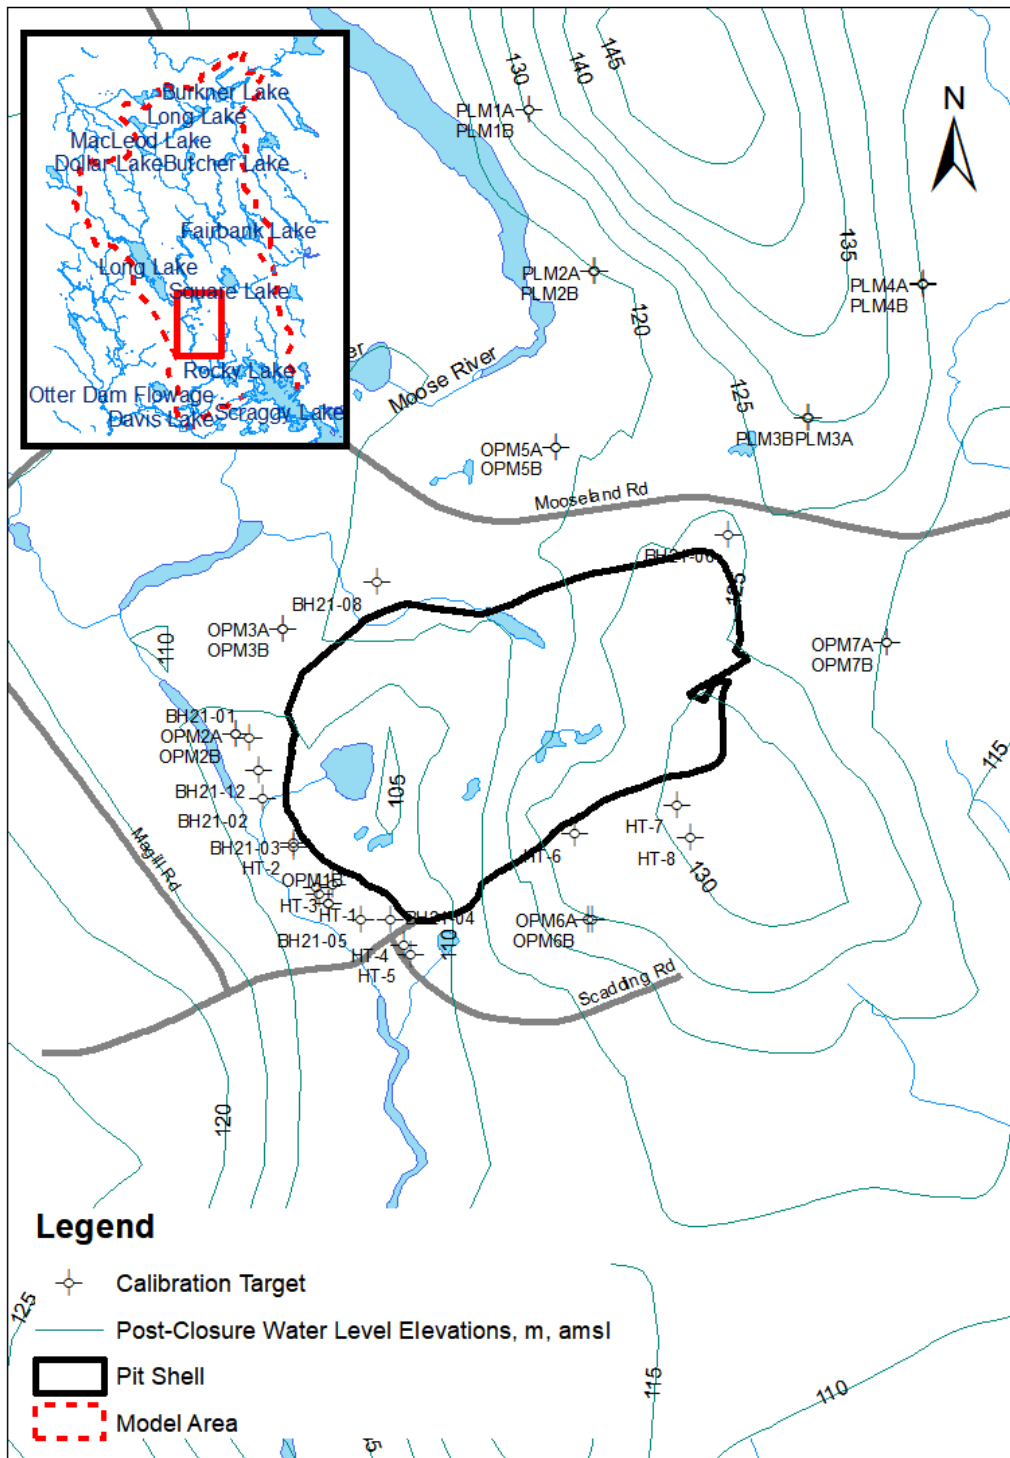 Burkner Lake
Long Lake
MacLeod Lake
Dollar Lake
Butcher Lake
Fairbank Lake
Long Lake
Square Lake
Rocky Lake
Otter Dam Flowage
Davis Lake
Scraggy Lake
130
140
145
N
PLM1A
PLM1B
135
PLM2A
PLM2B
PLM4A
PLM4B
120
Moose River
125
PLM3B
PLM3A
OPM5A
OPM5B
Mooseland Rd
BH21-06
125
BH21-08
OPM3A
OPM3B
110
OPM7A
OPM7B
BH21-01
OPM2A
OPM2B
115
BH21-12
105
BH21-02
HT-7
BH21-03
HT-6
HT-8
HT-2
Magill Rd
OPM1B
130
HT-3
HT-1
BH21-04
OPM6A
OPM6B
BH21-05
110
HT-4
HT-5
Scadding Rd
120
Legend
Calibration Target
125
Post-Closure Water Level Elevations, m, amsl
Pit Shell
115
110
Model Area